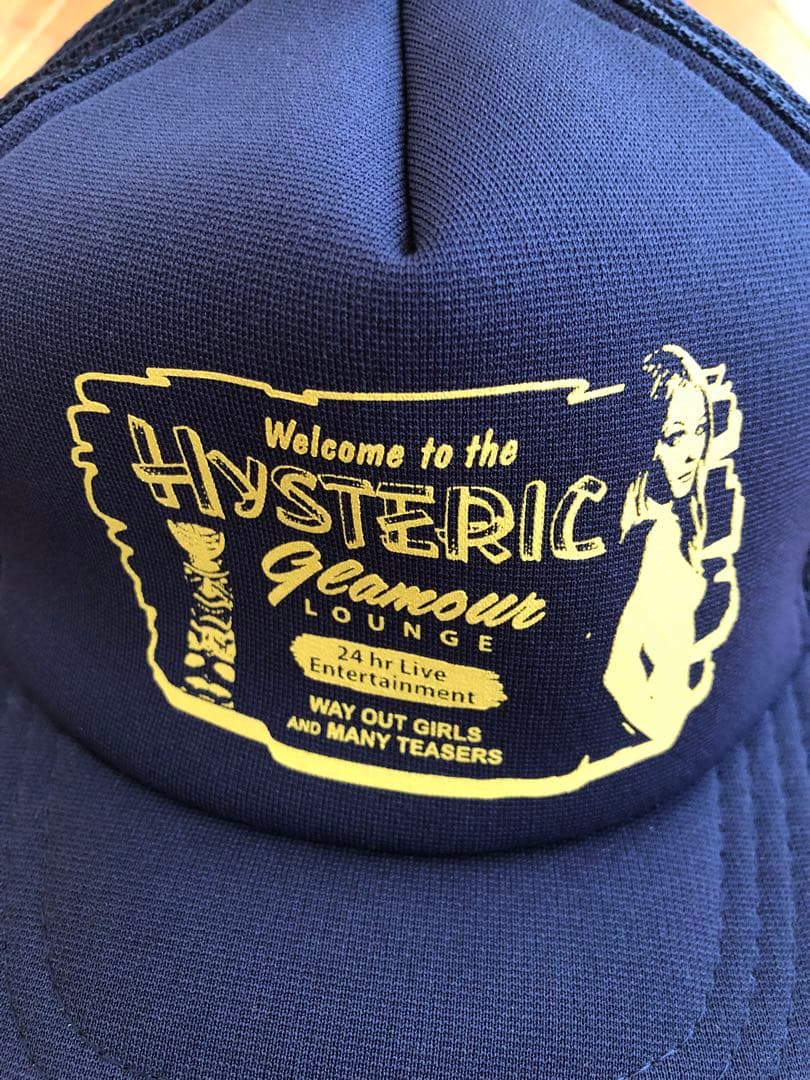 Welcome to the
HYSTERIC
Glamour
LOUNGE
24 hr Live
Entertainment
WAY OUT GIRLS
AND MANY TEASERS